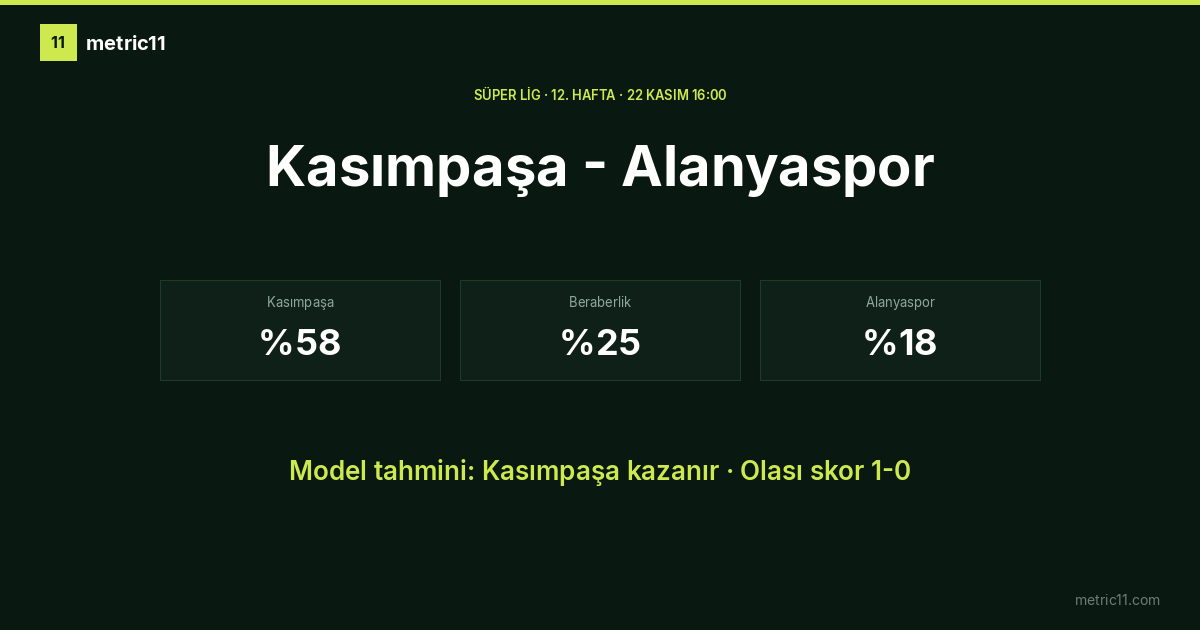 11 metric11
SÜPER LİG · 12. HAFTA · 22 KASIM 16:00
Kasımpaşa - Alanyaspor
Kasımpaşa
%58
Beraberlik
%25
Alanyaspor
%18
Model tahmini: Kasımpaşa kazanır · Olası skor 1-0
metric11.com